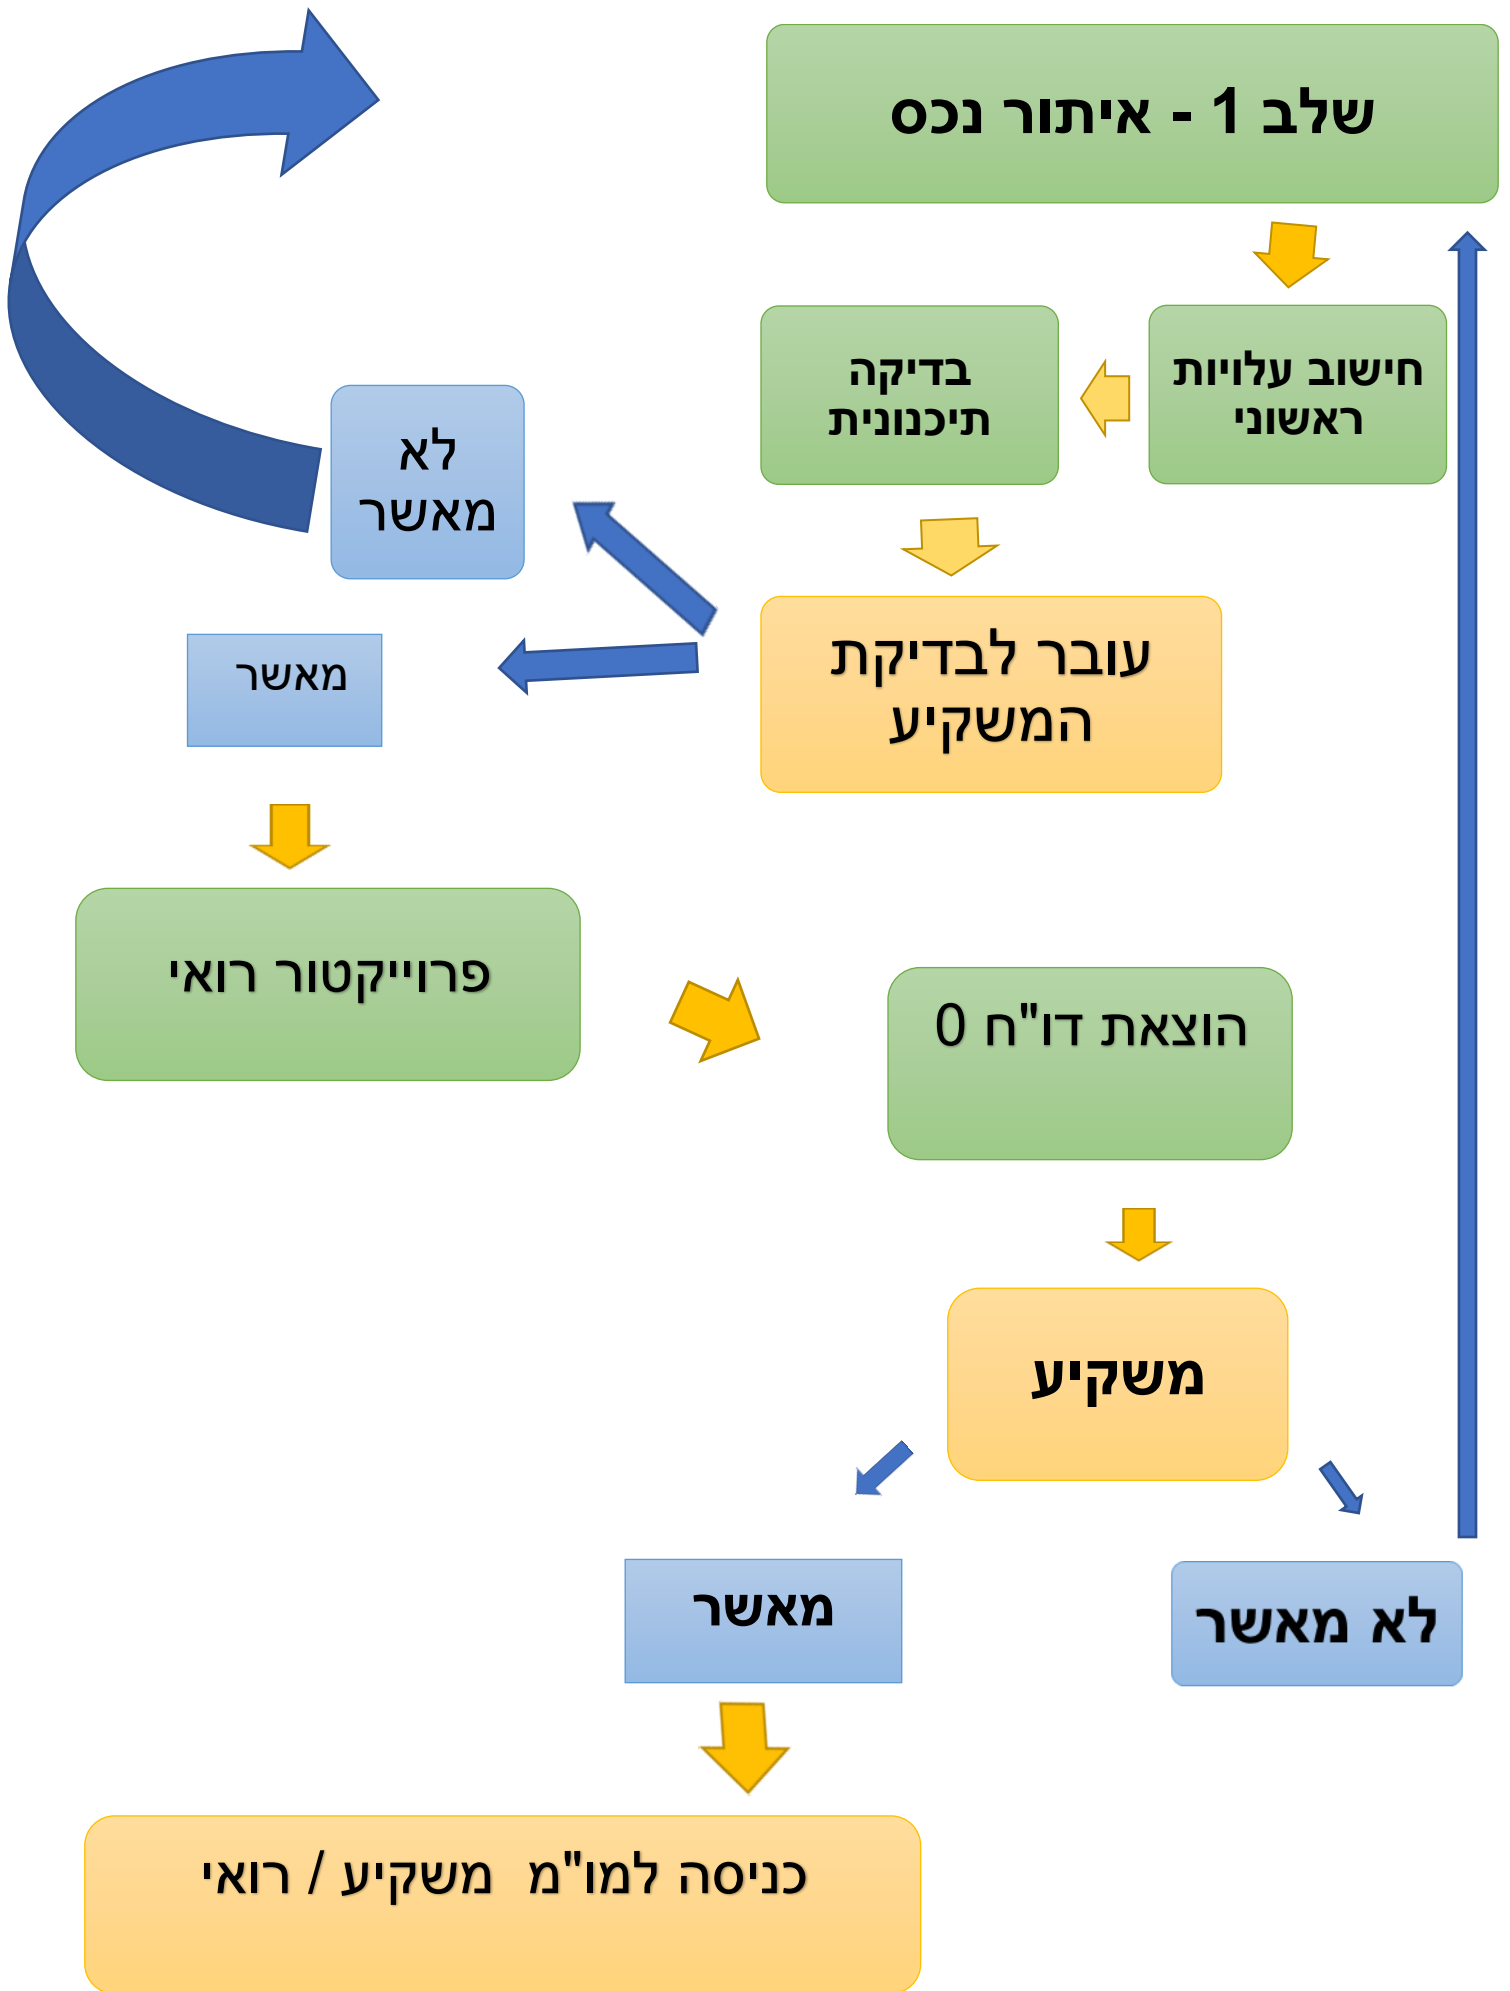 שלב 1 - איתור נכס
חישוב עלויות
ראשוני
בדיקה
תיכנונית
לא
מאשר
עובר לבדיקת
המשקיע
מאשר
פרוייקטור רואי
הוצאת דו"ח 0
משקיע
מאשר
לא מאשר
כניסה למו"מ  משקיע / רואי